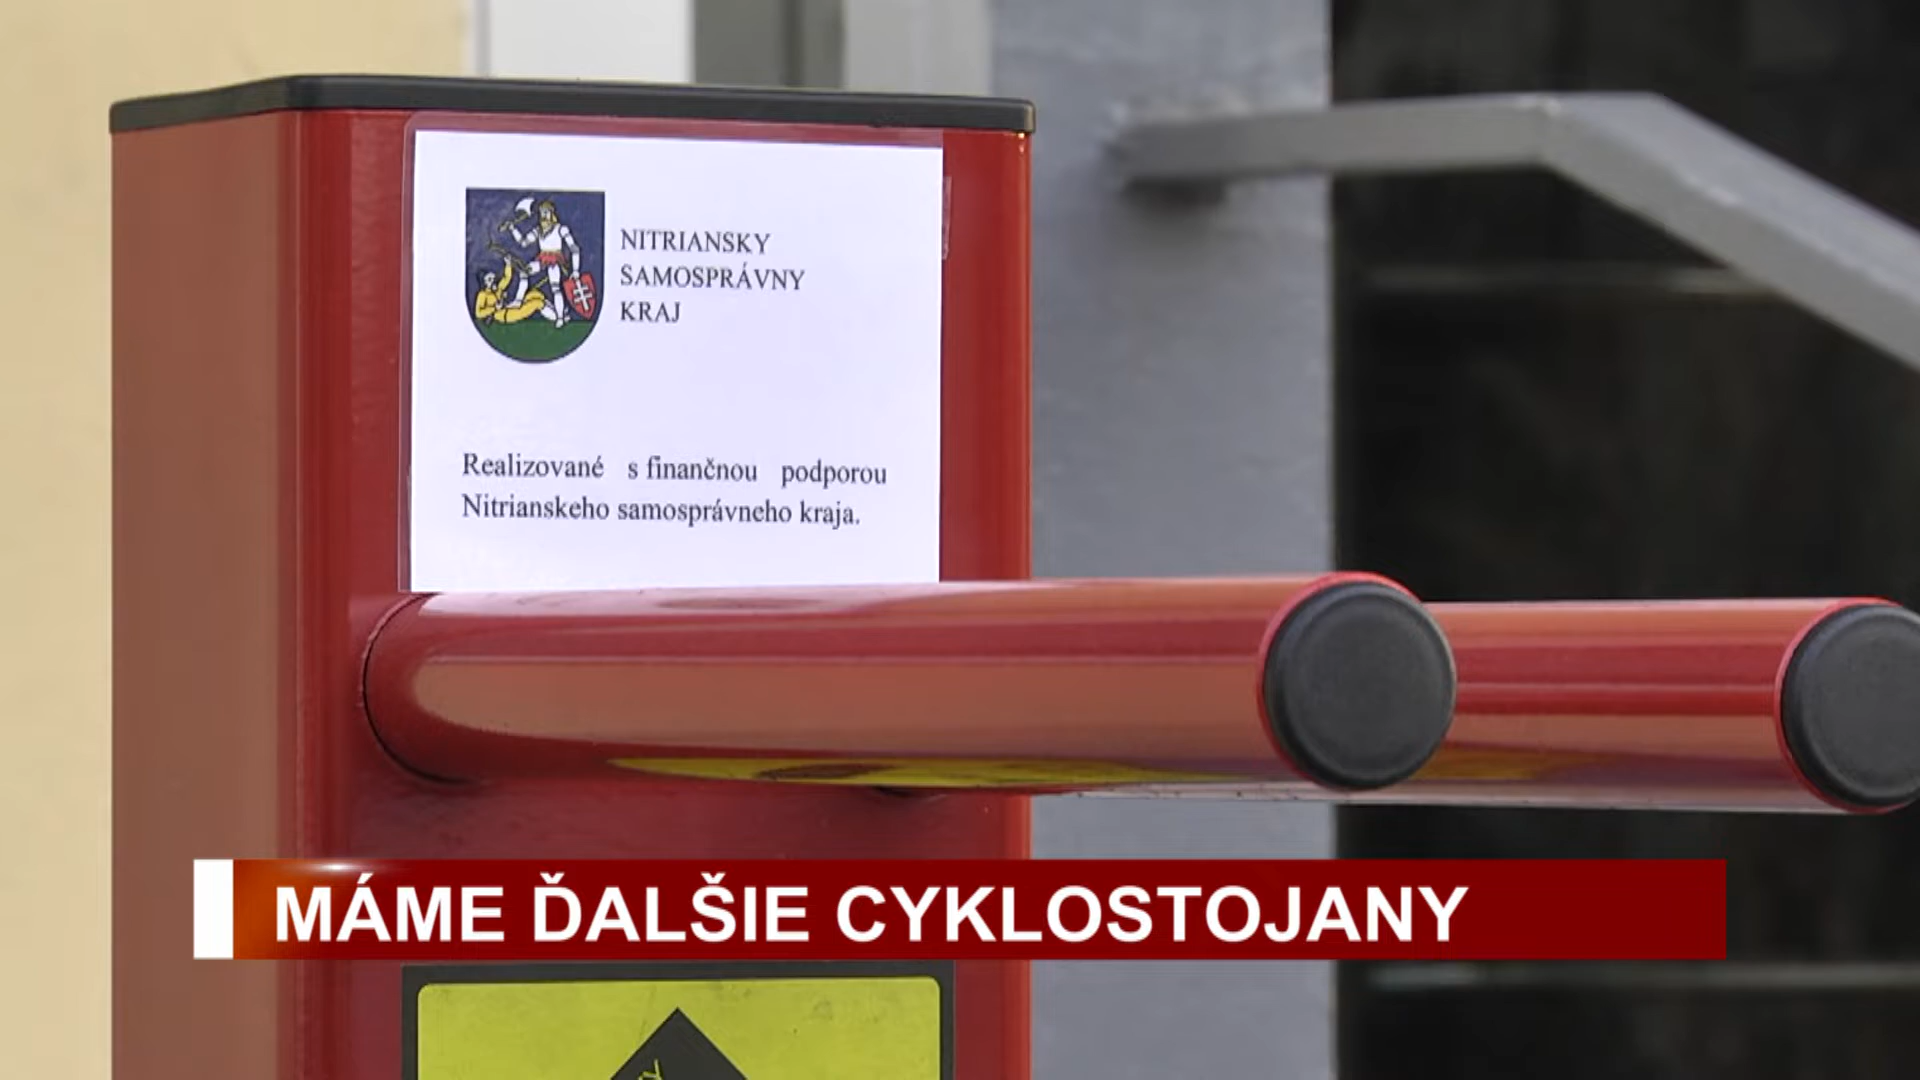 NITRIANSKY
SAMOSPRÁVNY
KRAJ
Realizované s finančnou podporou
Nitrianskeho samosprávneho kraja.
MÁME ĎALŠIE CYKLOSTOJANY